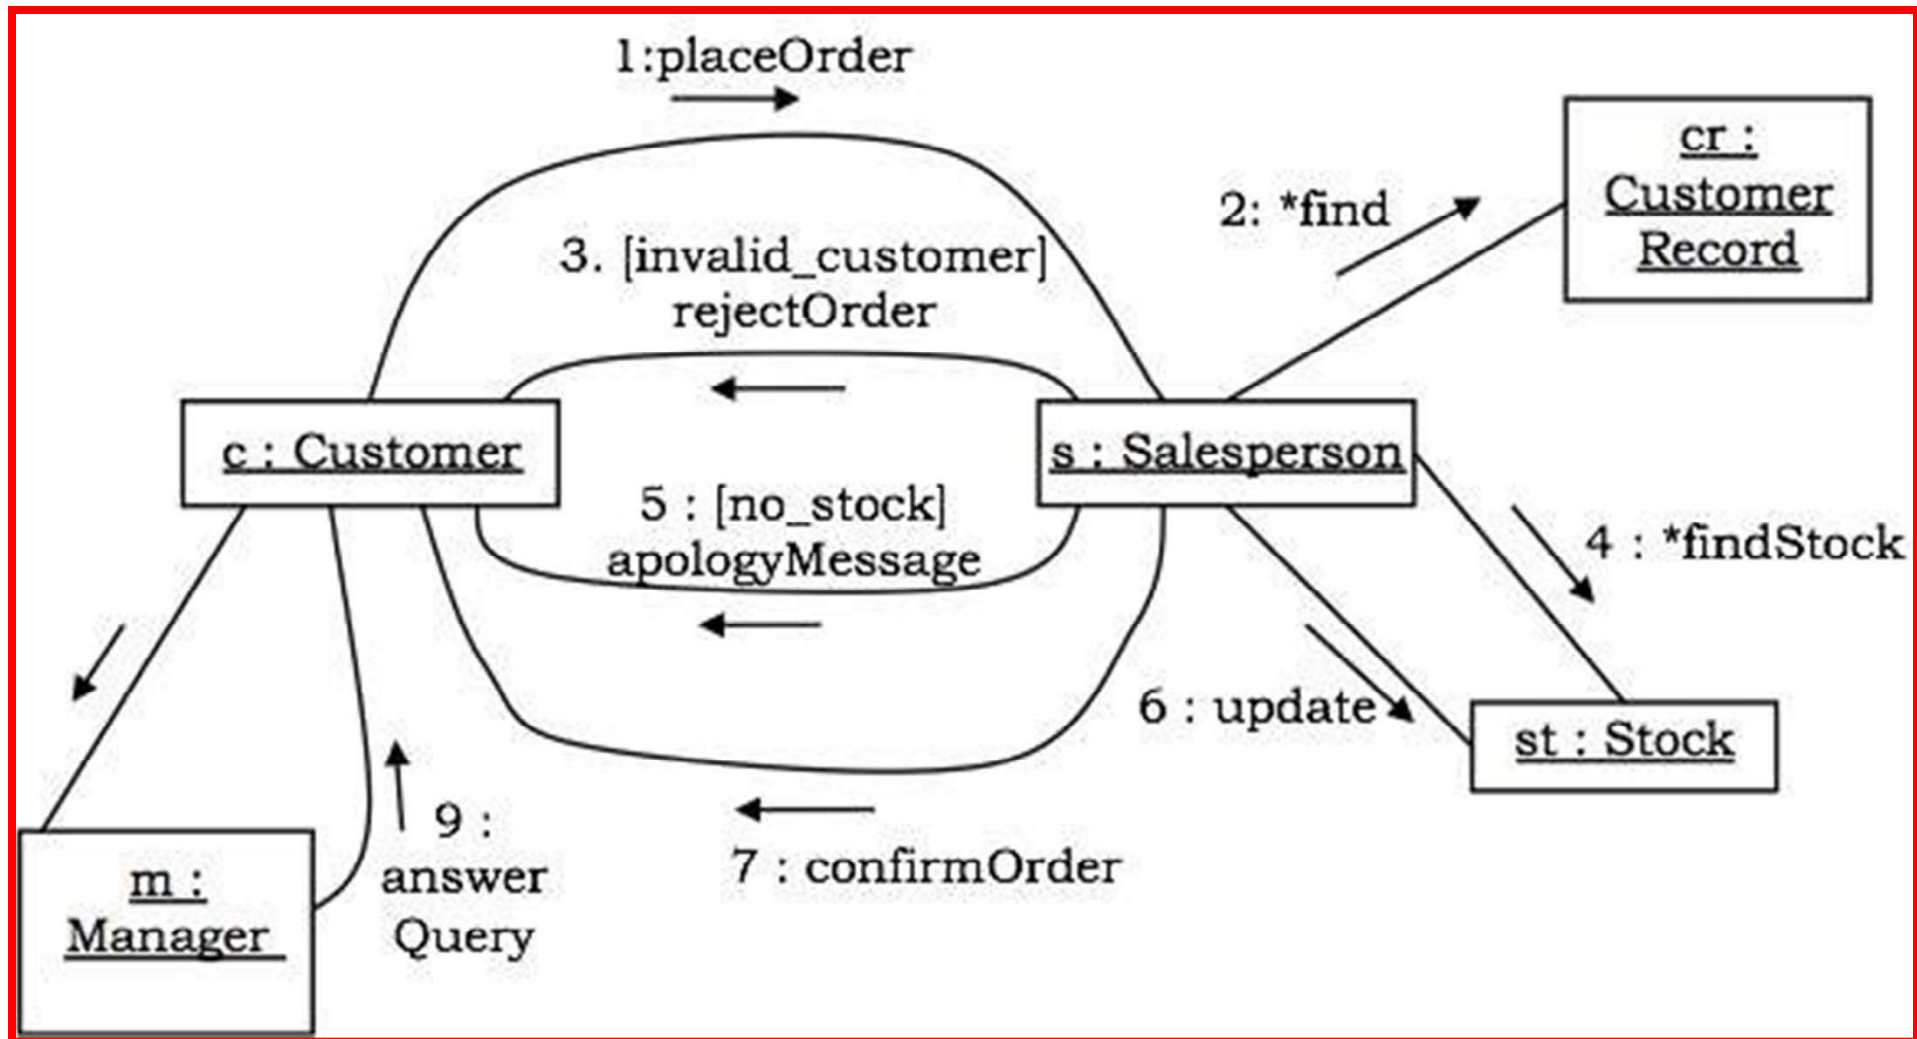 1:placeOrder
cr :
Customer
Record
2: *find
3. [invalid_customer]
rejectOrder
c : Customer
s : Salesperson
5 : [no_stock]
apologyMessage
4 : *findStock
6 : update
st : Stock
7 : confirmOrder
9 :
answer
Query
m :
Manager